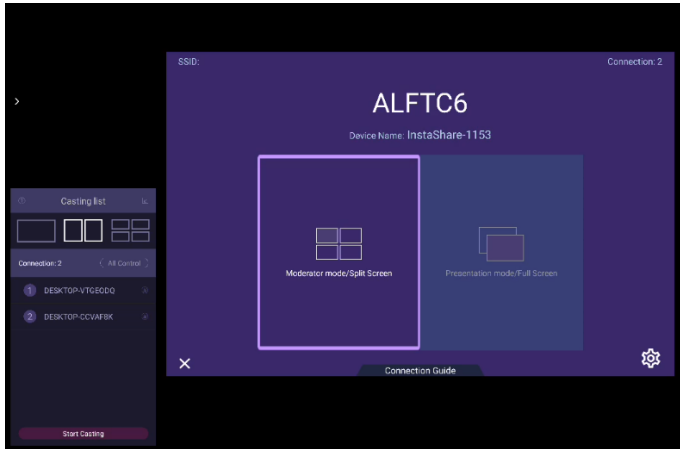 SSID:
Connection: 2
ALFTC6
Device Name: InstaShare-1153
Casting list
Connection: 2
All Control
1 DESKTOP-VTGEODQ
2 DESKTOP-CCVAF8K
Start Casting
Moderator mode/Split Screen
Presentation mode/Full Screen
Connection Guide